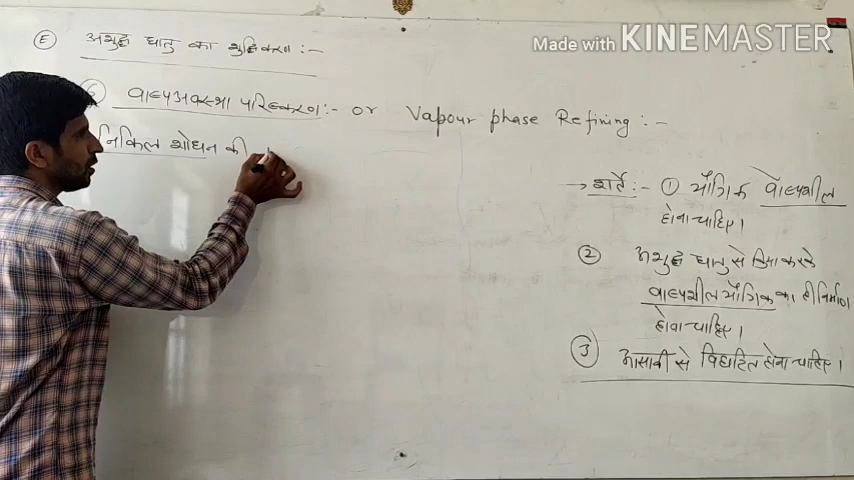 Made with KINEMASTER
(E) अशुद्ध धातु का शुद्धिकरण :-
वाष्प अवस्था परिष्करण :- or Vapour phase Refining :-
निकिल शोधन की
→ शर्ते :- ① यौगिक वाष्पशील
होना चाहिए।
② अशुद्ध धातु से क्रिया करके
वाष्पशील यौगिक का ही निर्माण
होना चाहिए।
③ आसानी से विघटित होना चाहिए।